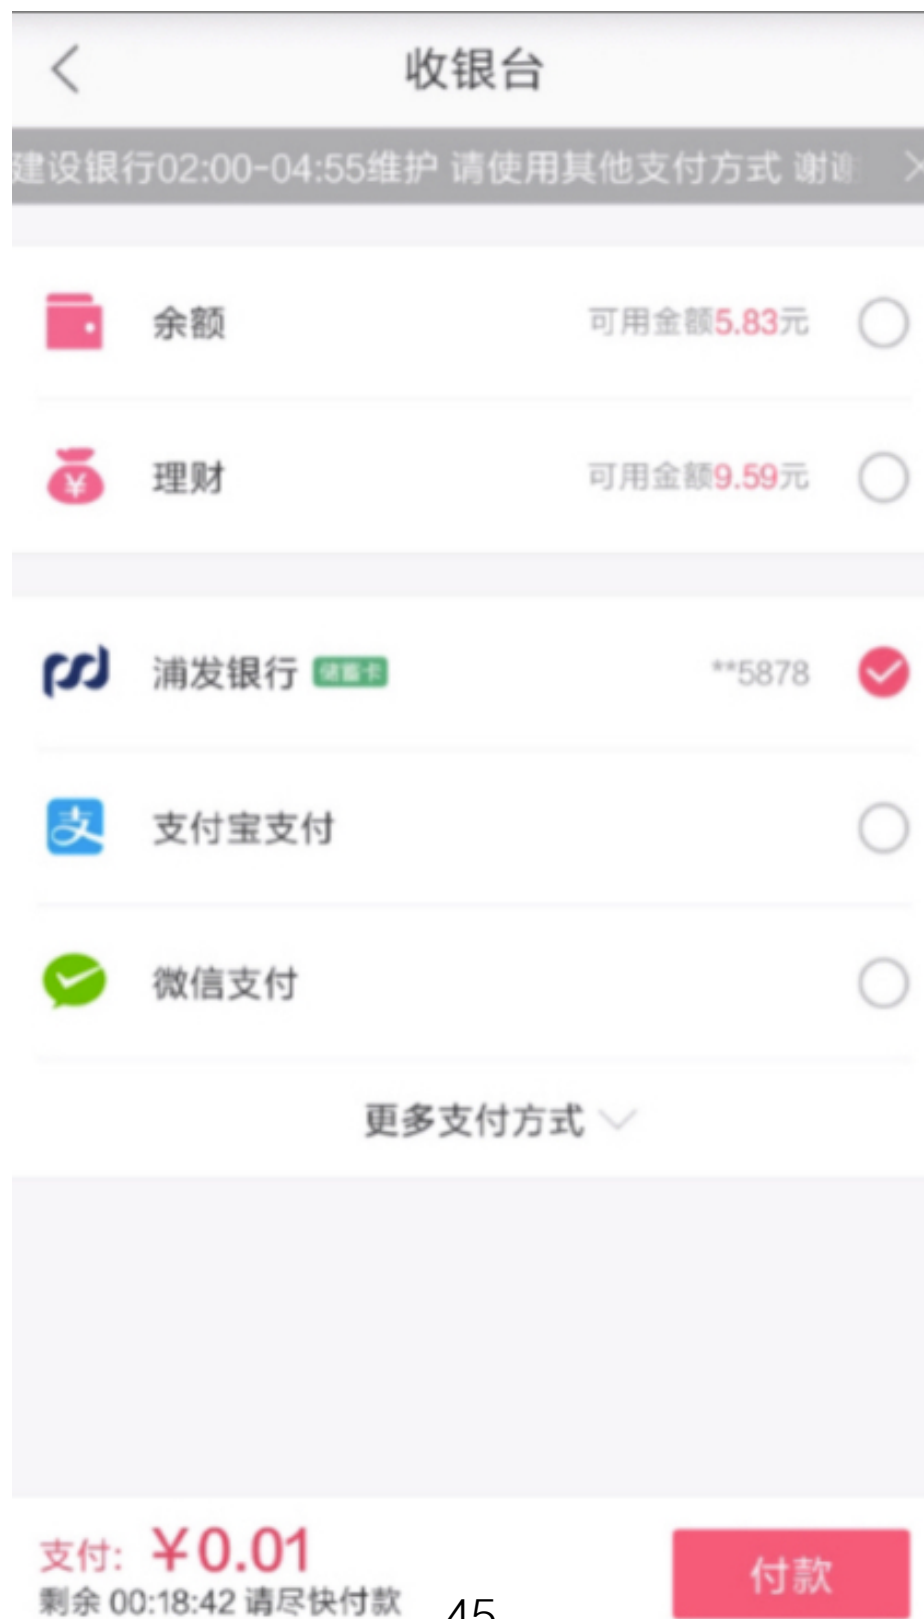 收银台
建设银行02:00-04:55维护 请使用其他支付方式 谢谢
余额 可用金额5.83元
¥ 理财 可用金额9.59元
浦发银行 储蓄卡 **5878
支 支付宝支付
微信支付
更多支付方式
支付: ¥0.01
剩余 00:18:42 请尽快付款
付款
45